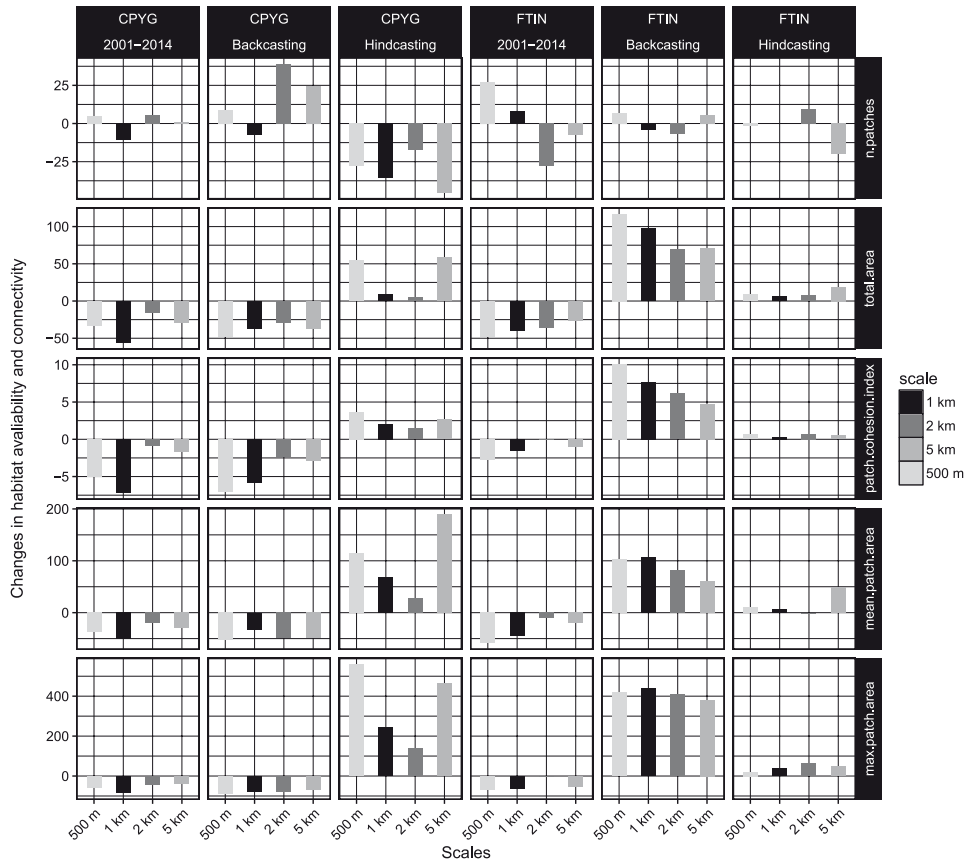 CPYG CPYG CPYG FTIN FTIN FTIN
2001−2014 Backcasting Hindcasting 2001−2014 Backcasting Hindcasting
Changes in habitat avaliability and connectivity
25
0
−25
n.patches
100
50
0
−50
total.area
10
5
0
−5
patch.cohesion.index
200
100
0
mean.patch.area
400
200
0
max.patch.area
500 m 1 km 2 km 5 km 500 m 1 km 2 km 5 km 500 m 1 km 2 km 5 km 500 m 1 km 2 km 5 km 500 m 1 km 2 km 5 km 500 m 1 km 2 km 5 km
Scales
scale
1 km
2 km
5 km
500 m